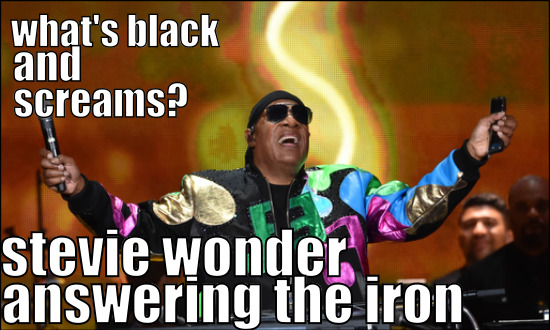 what's black
and
screams?
stevie wonder
answering the iron